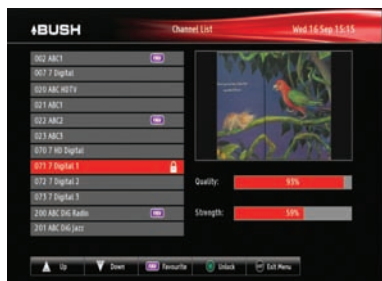 BUSH
Channel List
Wed 16 Sep 15:15
002 ABC1
007 7 Digital
020 ABC HDTV
021 ABC1
022 ABC2
023 ABC3
070 7 HD Digital
071 7 Digital 1
072 7 Digital 2
073 7 Digital 3
200 ABC DiG Radio
201 ABC DiG Jazz
Quality: 93%
Strength: 59%
Up Down FAV Favourite Unlock Exit Menu